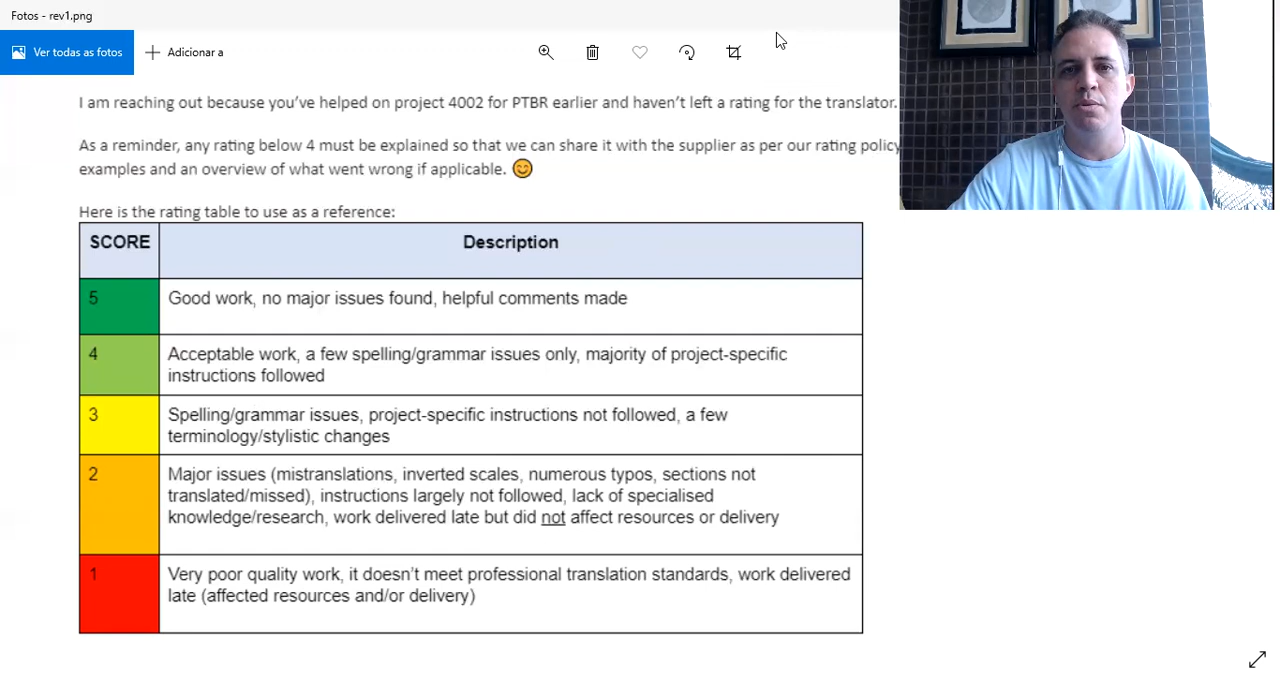 Fotos - rev1.png
Ver todas as fotos
Adicionar a
I am reaching out because you've helped on project 4002 for PTBR earlier and haven't left a rating for the translator.
As a reminder, any rating below 4 must be explained so that we can share it with the supplier as per our rating policy
examples and an overview of what went wrong if applicable. 😊
Here is the rating table to use as a reference:
SCORE Description
5 Good work, no major issues found, helpful comments made
4 Acceptable work, a few spelling/grammar issues only, majority of project-specific
instructions followed
3 Spelling/grammar issues, project-specific instructions not followed, a few
terminology/stylistic changes
2 Major issues (mistranslations, inverted scales, numerous typos, sections not
translated/missed), instructions largely not followed, lack of specialised
knowledge/research, work delivered late but did not affect resources or delivery
1 Very poor quality work, it doesn't meet professional translation standards, work delivered
late (affected resources and/or delivery)